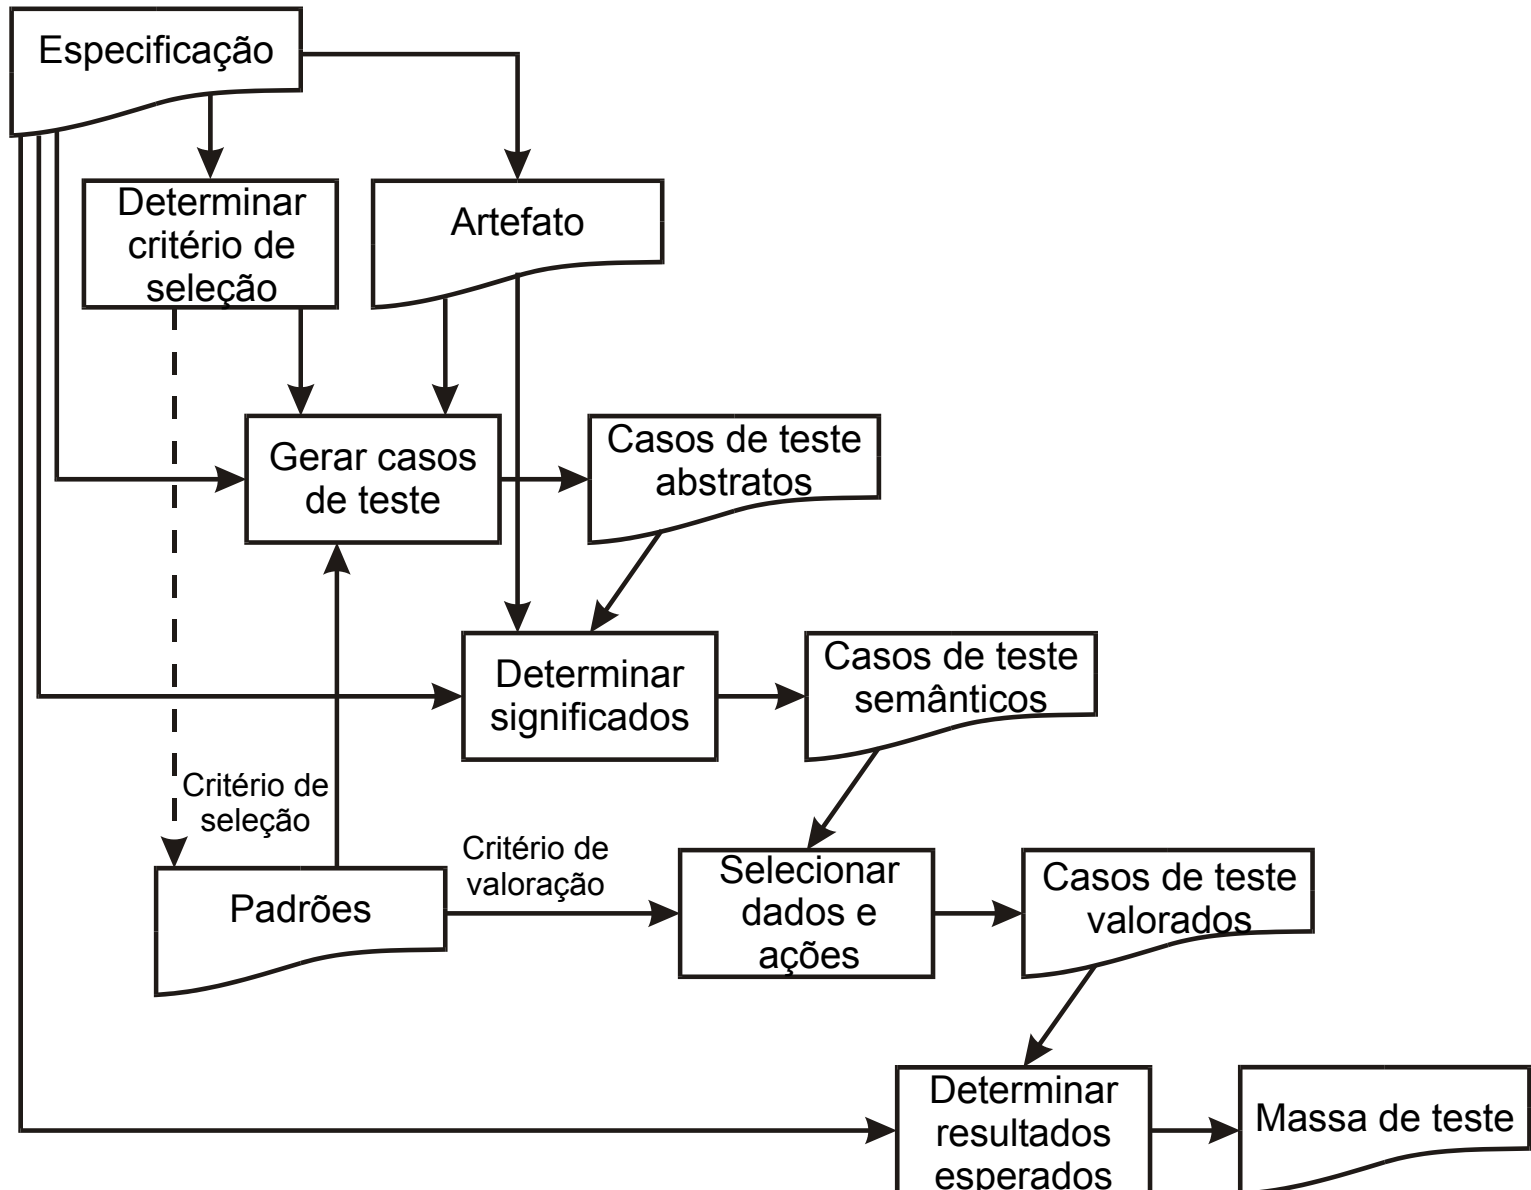 Especificação
Determinar
critério de
seleção
Artefato
Gerar casos
de teste
Casos de teste
abstratos
Determinar
significados
Casos de teste
semânticos
Critério de
seleção
Padrões
Critério de
valoração
Selecionar
dados e
ações
Casos de teste
valorados
Determinar
resultados
esperados
Massa de teste